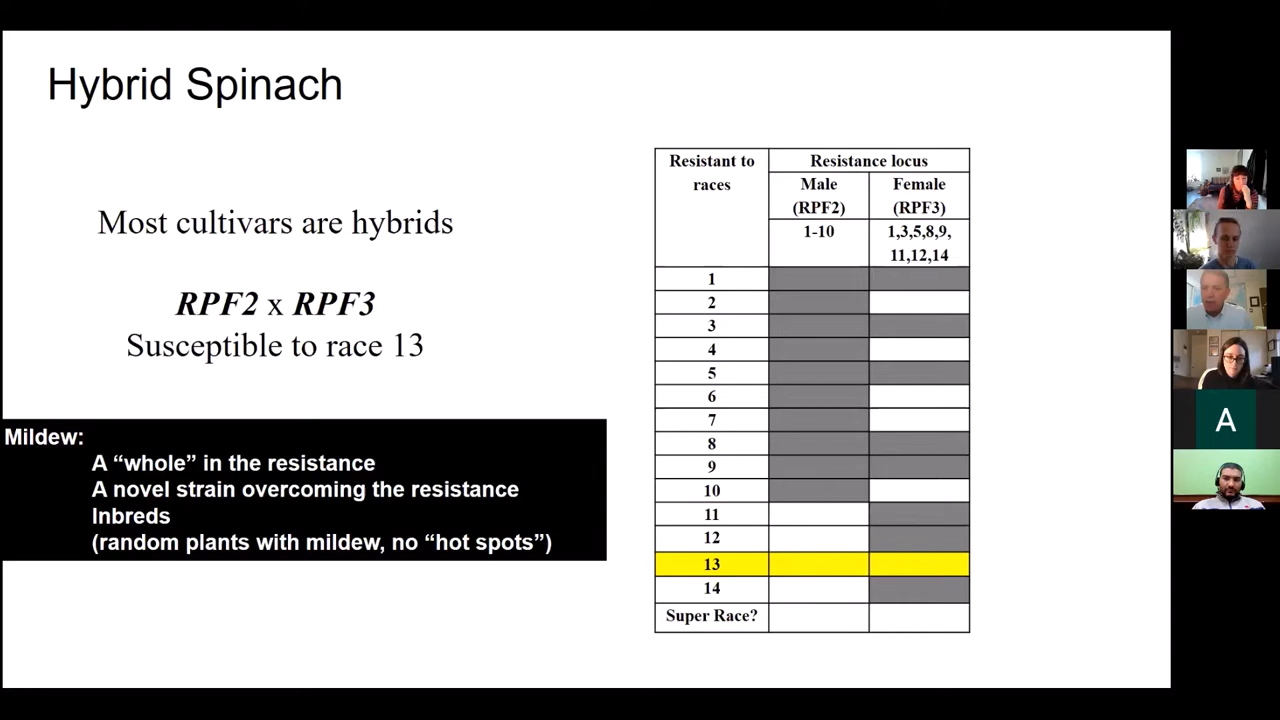 Hybrid Spinach
Most cultivars are hybrids
RPF2 x RPF3
Susceptible to race 13
Mildew:
A “whole” in the resistance
A novel strain overcoming the resistance
Inbreds
(random plants with mildew, no “hot spots”)
Resistant to
races
Resistance locus
Male
(RPF2)
Female
(RPF3)
1-10
1,3,5,8,9,
11,12,14
1
2
3
4
5
6
7
8
9
10
11
12
13
14
Super Race?
A